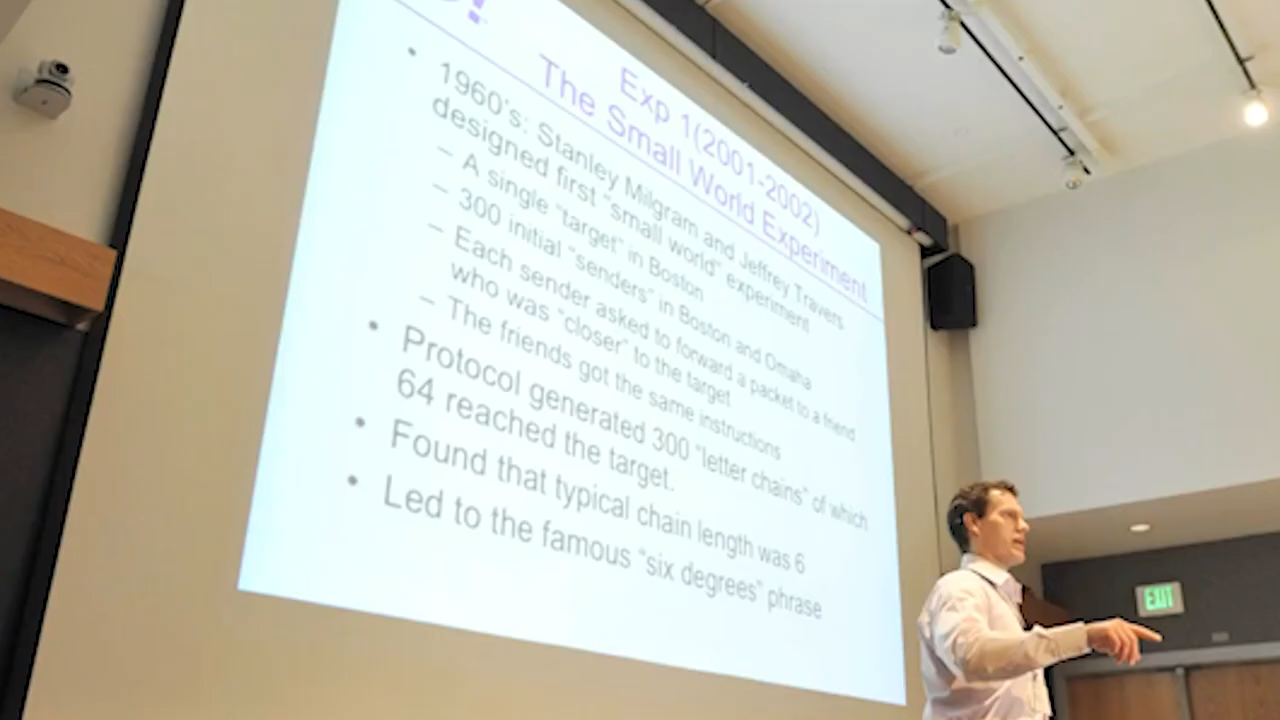 Exp 1(2001-2002)
The Small World Experiment
• 1960's: Stanley Milgram and Jeffrey Travers
designed first "small world" experiment
– A single "target" in Boston
– 300 initial "senders" in Boston and Omaha
– Each sender asked to forward a packet to a friend
who was "closer" to the target
– The friends got the same instructions
• Protocol generated 300 "letter chains" of which
64 reached the target.
• Found that typical chain length was 6
• Led to the famous "six degrees" phrase
EXIT